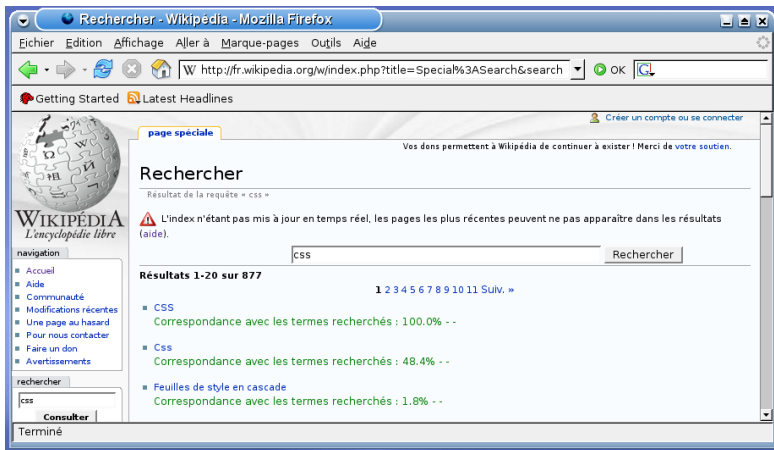 Rechercher - Wikipédia - Mozilla Firefox
Fichier Edition Affichage Aller à Marque-pages Outils Aide
W http://fr.wikipedia.org/w/index.php?title=Special%3ASearch&search OK G
Getting Started Latest Headlines
Créer un compte ou se connecter
page spéciale
Vos dons permettent à Wikipédia de continuer à exister ! Merci de votre soutien.
Rechercher
Résultat de la requête « css »
L'index n'étant pas mis à jour en temps réel, les pages les plus récentes peuvent ne pas apparaître dans les résultats
(aide).
css Rechercher
Résultats 1-20 sur 877
1 2 3 4 5 6 7 8 9 10 11 Suiv. »
CSS
Correspondance avec les termes recherchés : 100.0% - -
Css
Correspondance avec les termes recherchés : 48.4% - -
Feuilles de style en cascade
Correspondance avec les termes recherchés : 1.8% - -
WIKIPÉDIA
L'encyclopédie libre
navigation
Accueil
Aide
Communauté
Modifications récentes
Une page au hasard
Pour nous contacter
Faire un don
Avertissements
rechercher
css
Consulter
Terminé